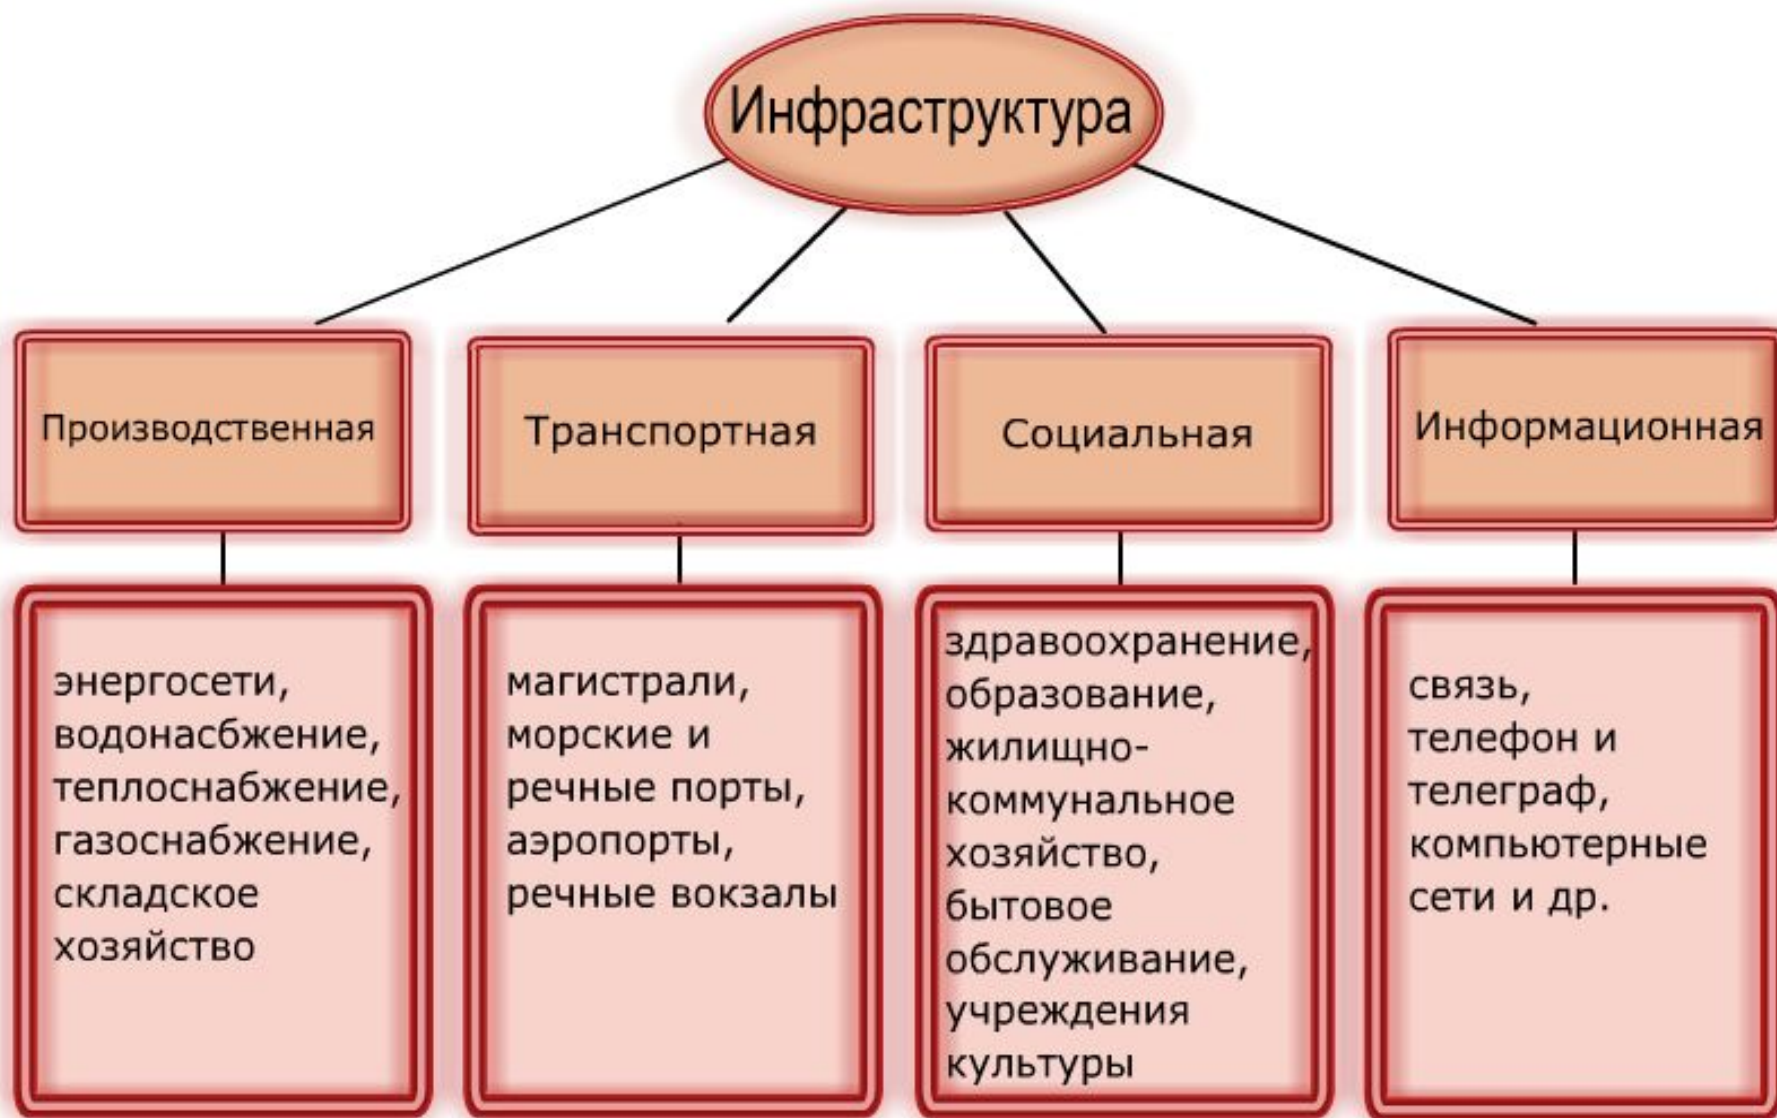 Инфраструктура
Производственная
Транспортная
Социальная
Информационная
энергосети,
водонасбжение,
теплоснабжение,
газоснабжение,
складское
хозяйство
магистрали,
морские и
речные порты,
аэропорты,
речные вокзалы
здравоохранение,
образование,
жилищно-
коммунальное
хозяйство,
бытовое
обслуживание,
учреждения
культуры
связь,
телефон и
телеграф,
компьютерные
сети и др.